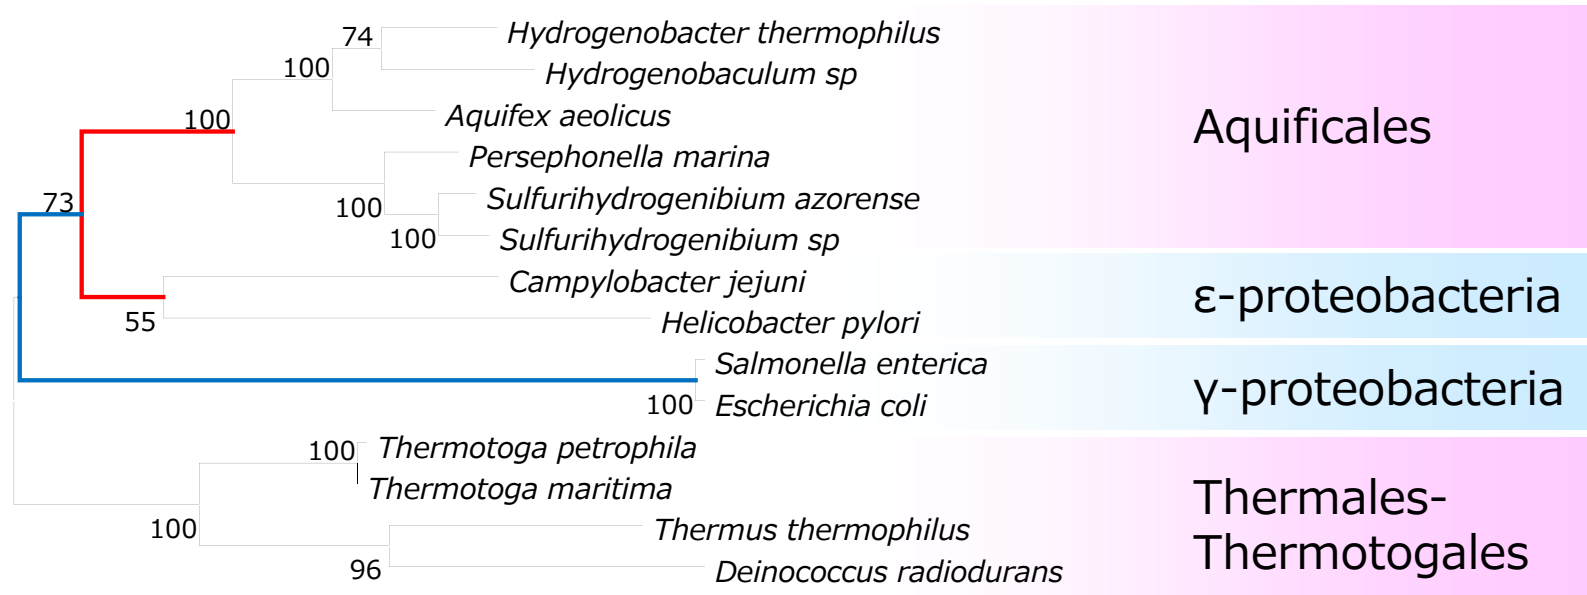 74
Hydrogenobacter thermophilus
100
Hydrogenobaculum sp
100
Aquifex aeolicus
Aquificales
Persephonella marina
73
100
Sulfurihydrogenibium azorense
100
Sulfurihydrogenibium sp
Campylobacter jejuni
ε-proteobacteria
55
Helicobacter pylori
Salmonella enterica
γ-proteobacteria
100
Escherichia coli
100
Thermotoga petrophila
Thermotoga maritima
Thermales-
Thermotogales
100
Thermus thermophilus
96
Deinococcus radiodurans